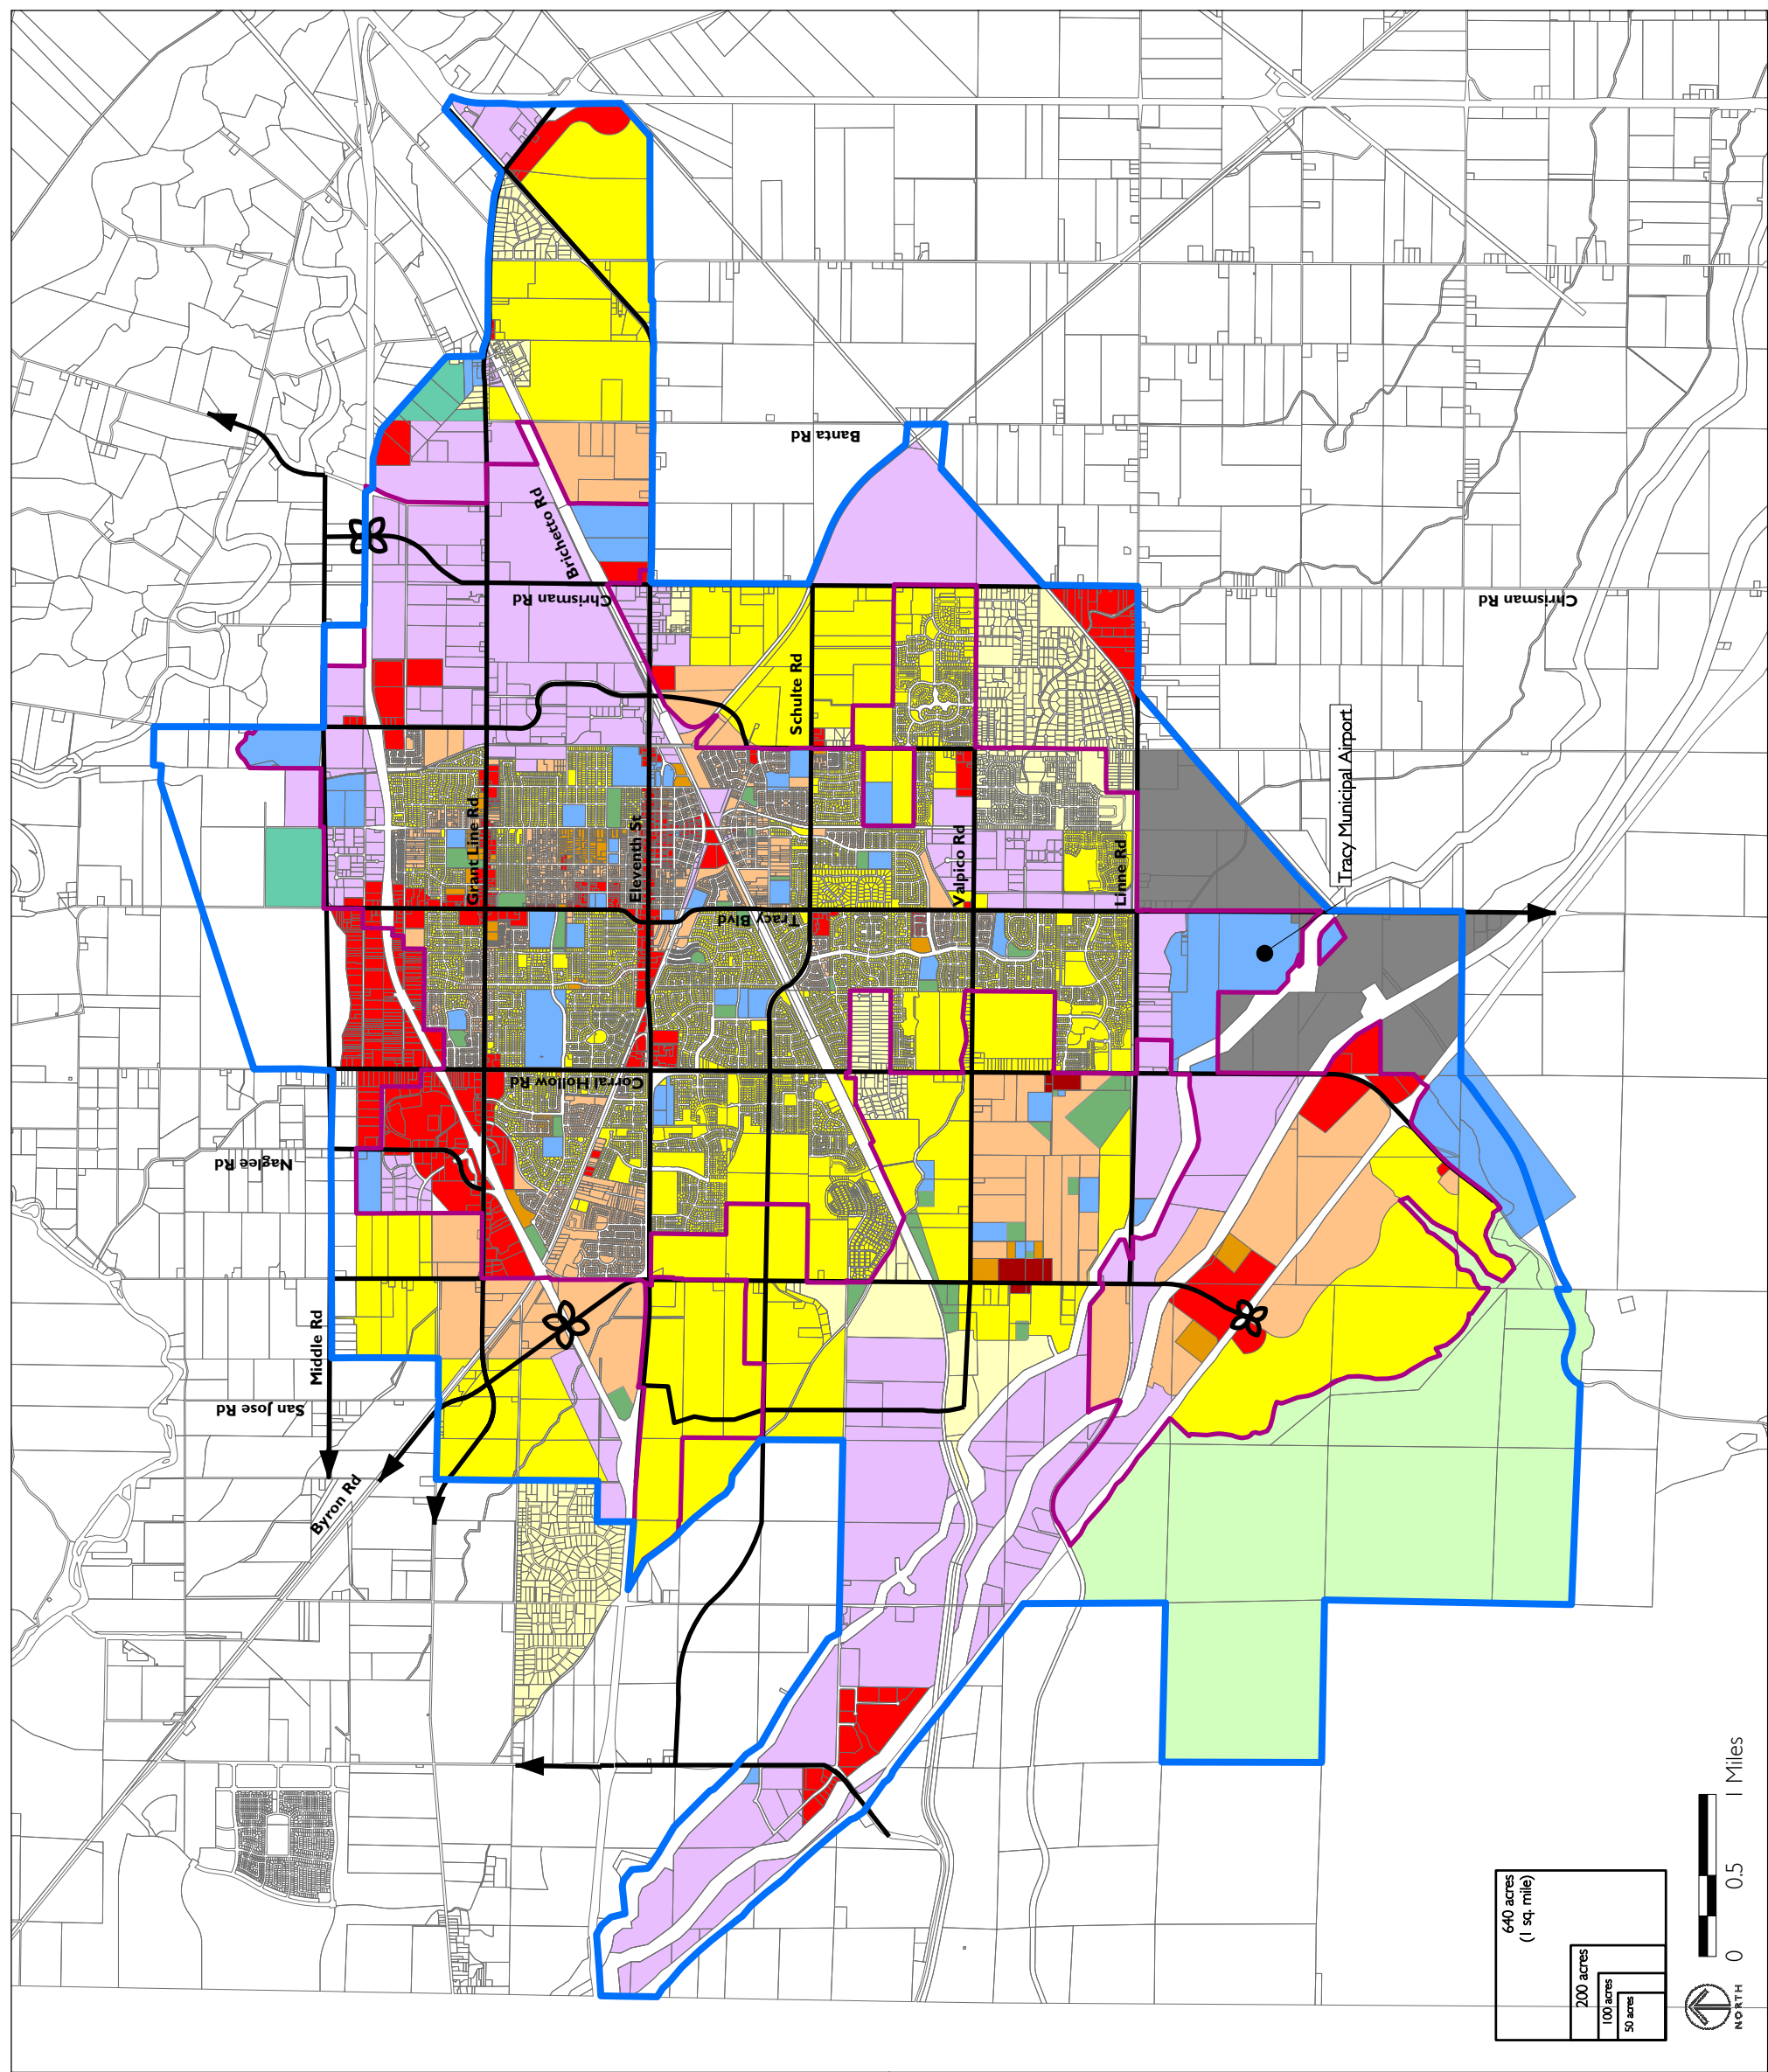 Banta Rd
Brichetto Rd
Chrisman Rd
Chrisman Rd
Schulte Rd
Tracy Municipal Airport
Grant Line Rd
Eleventh St
Valpico Rd
Linne Rd
Tracy Blvd
Corral Hollow Rd
Naglee Rd
Middle Rd
San Jose Rd
Byron Rd
640 acres
(1 sq. mile)
200 acres
100 acres
50 acres
0 0.5 1 Miles
NORTH